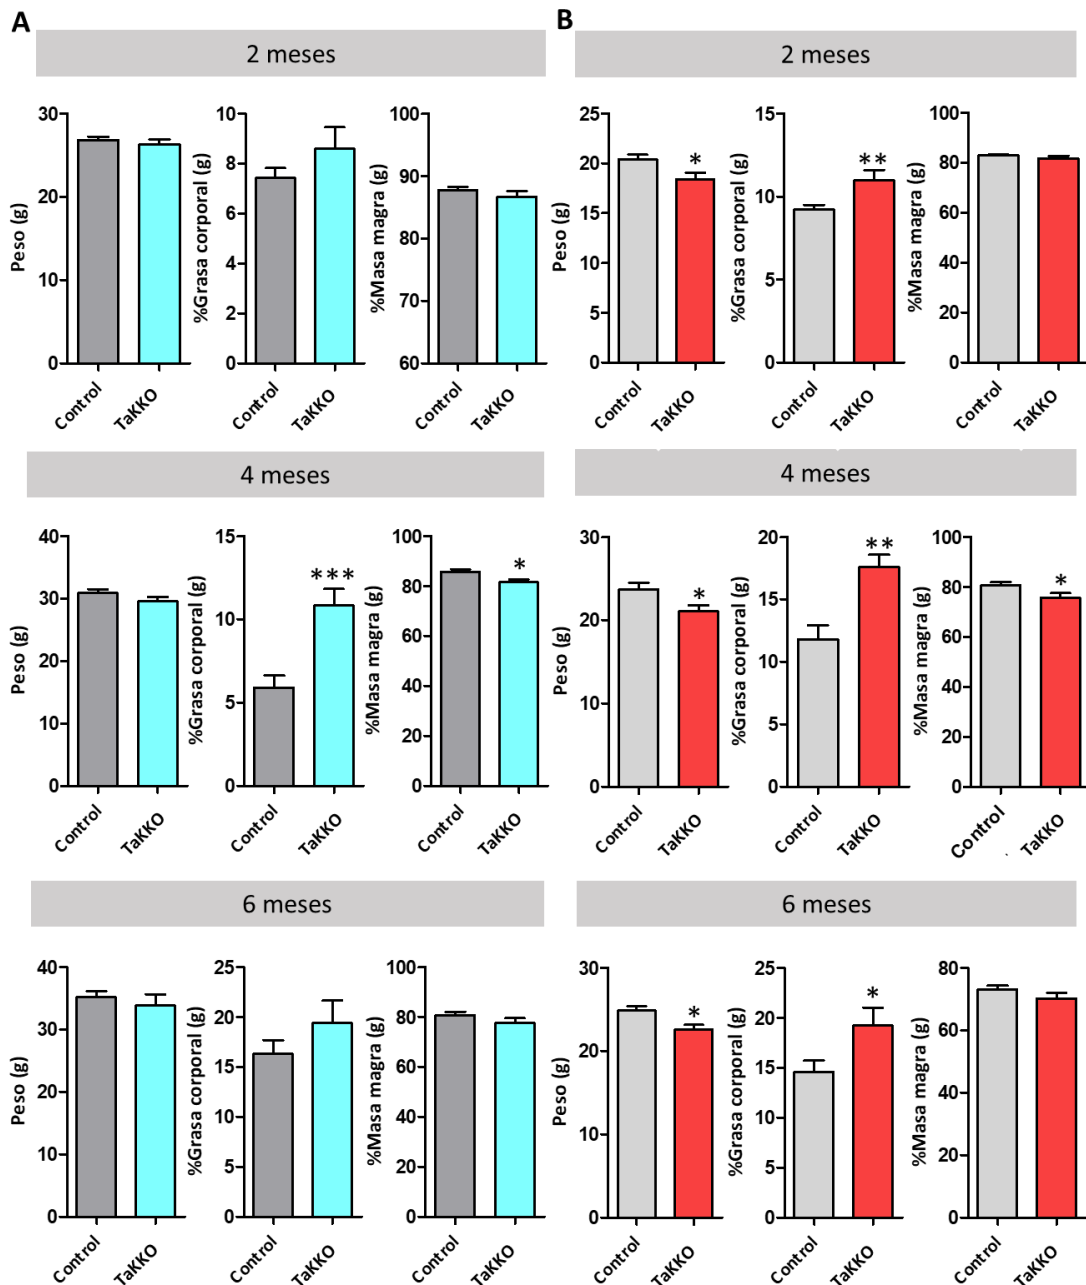 A
B
2 meses
2 meses
Peso (g)
30
20
10
0
Control
TaKKO
%Grasa corporal (g)
10
8
6
4
2
0
Control
TaKKO
%Masa magra (g)
100
90
80
70
60
Control
TaKKO
Peso (g)
25
20
15
10
5
0
*
Control
TaKKO
%Grasa corporal (g)
15
10
5
0
**
Control
TaKKO
%Masa magra (g)
100
80
60
40
20
0
Control
TaKKO
4 meses
4 meses
Peso (g)
40
30
20
10
0
Control
TaKKO
%Grasa corporal (g)
15
10
5
0
***
Control
TaKKO
%Masa magra (g)
100
80
60
40
20
0
*
Control
TaKKO
Peso (g)
30
20
10
0
*
Control
TaKKO
%Grasa corporal (g)
20
15
10
5
0
**
Control
TaKKO
%Masa magra (g)
100
80
60
40
20
0
*
Control
TaKKO
6 meses
6 meses
Peso (g)
40
30
20
10
0
Control
TaKKO
%Grasa corporal (g)
25
20
15
10
5
0
Control
TaKKO
%Masa magra (g)
100
80
60
40
20
0
Control
TaKKO
Peso (g)
30
20
10
0
*
Control
TaKKO
%Grasa corporal (g)
25
20
15
10
5
0
*
Control
TaKKO
%Masa magra (g)
80
60
40
20
0
Control
TaKKO